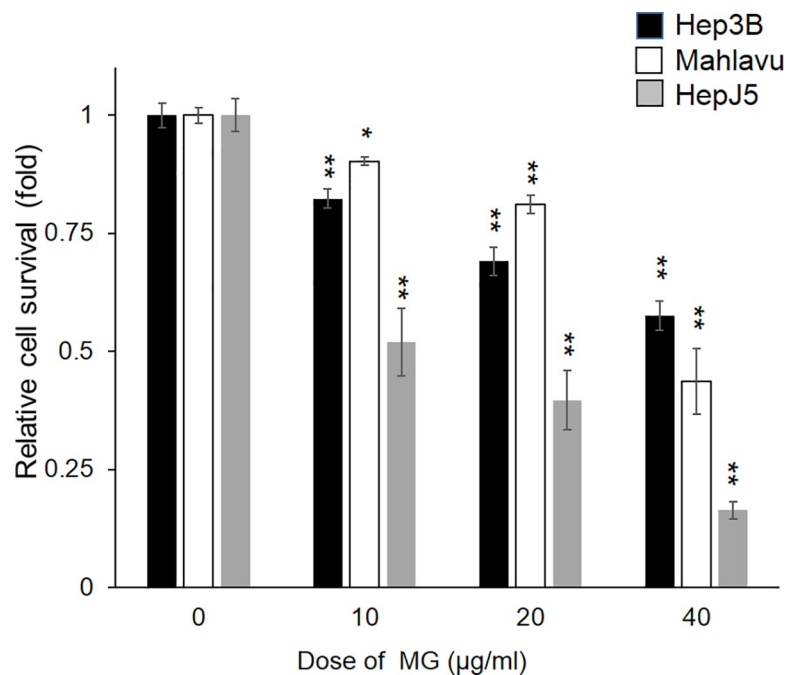 Hep3B
Mahlavu
HepJ5
Relative cell survival (fold)
1
0.75
0.5
0.25
0
** * **
** ** **
** ** **
0 10 20 40
Dose of MG (µg/ml)